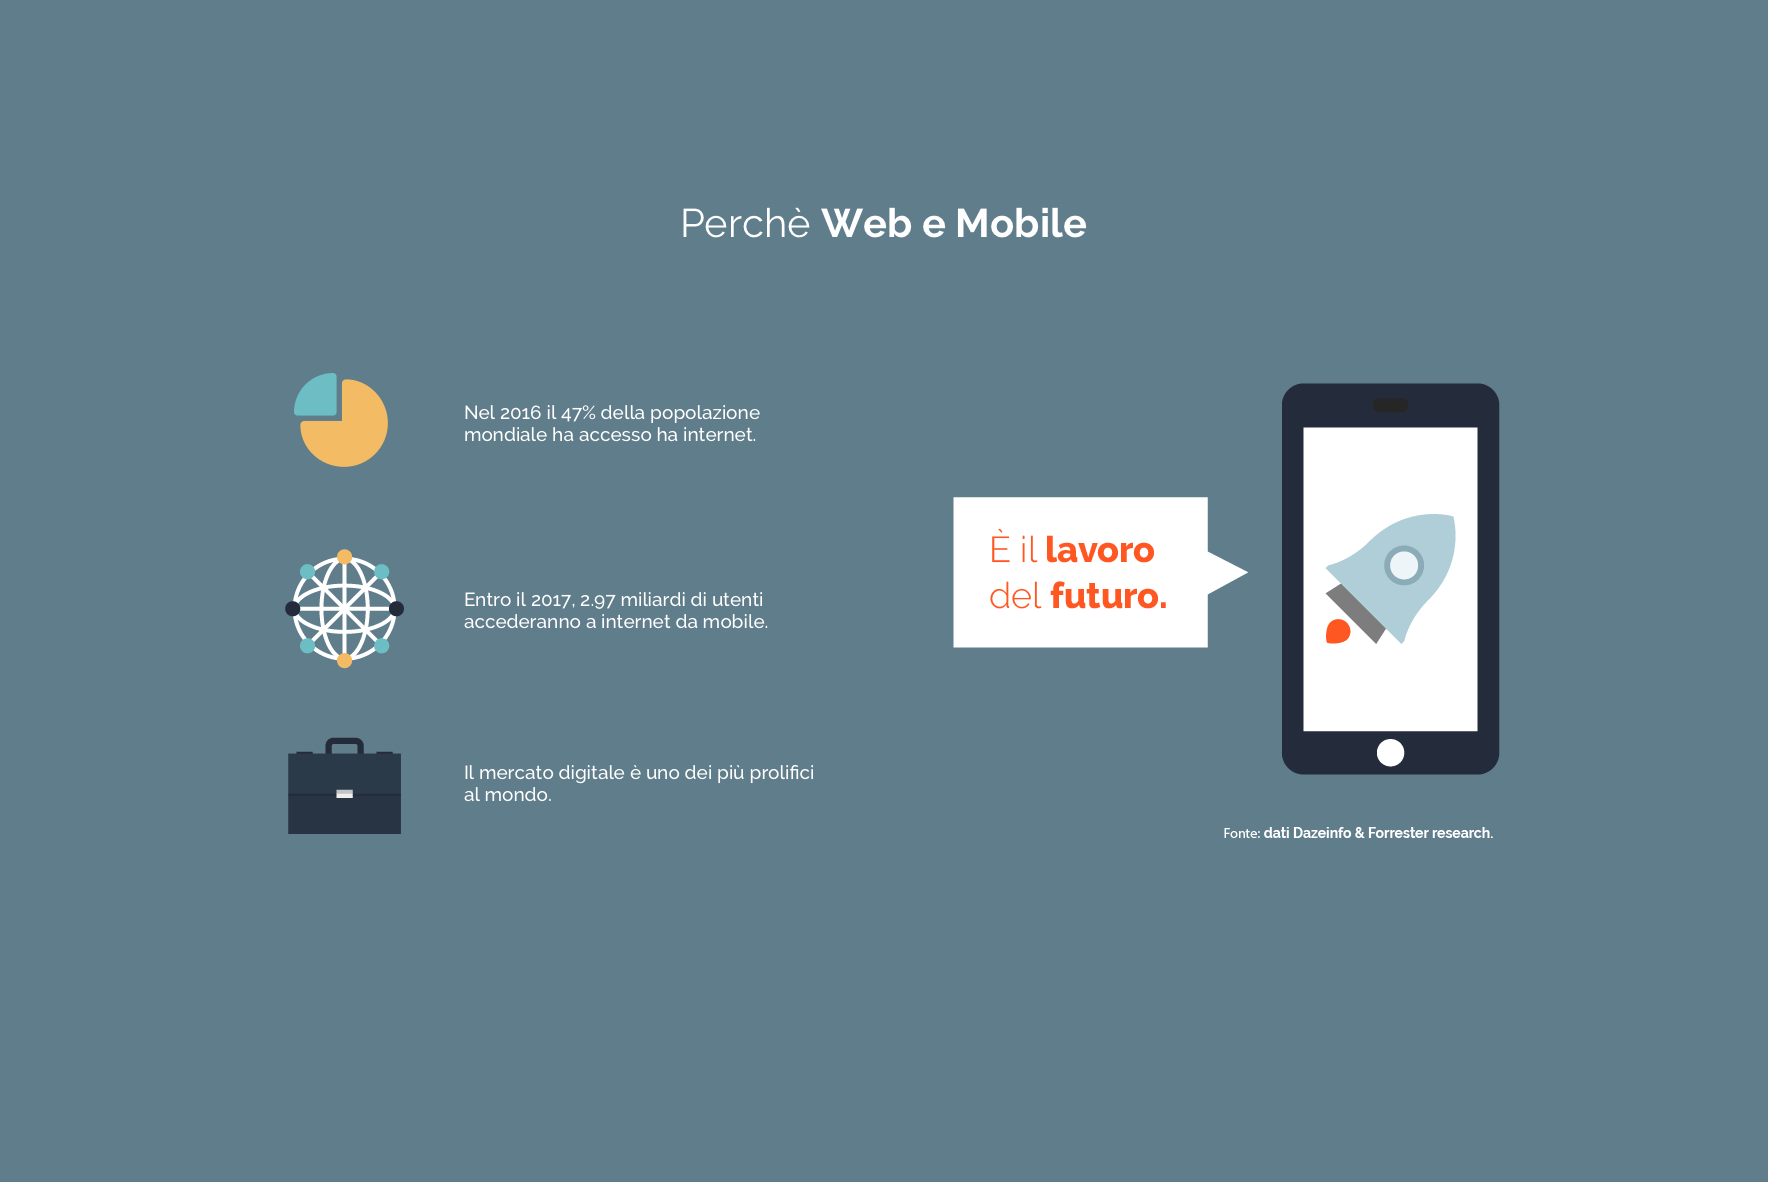 Perchè Web e Mobile
Nel 2016 il 47% della popolazione
mondiale ha accesso ha internet.
Entro il 2017, 2.97 miliardi di utenti
accederanno a internet da mobile.
Il mercato digitale è uno dei più prolifici
al mondo.
È il lavoro
del futuro.
Fonte: dati Dazeinfo & Forrester research.